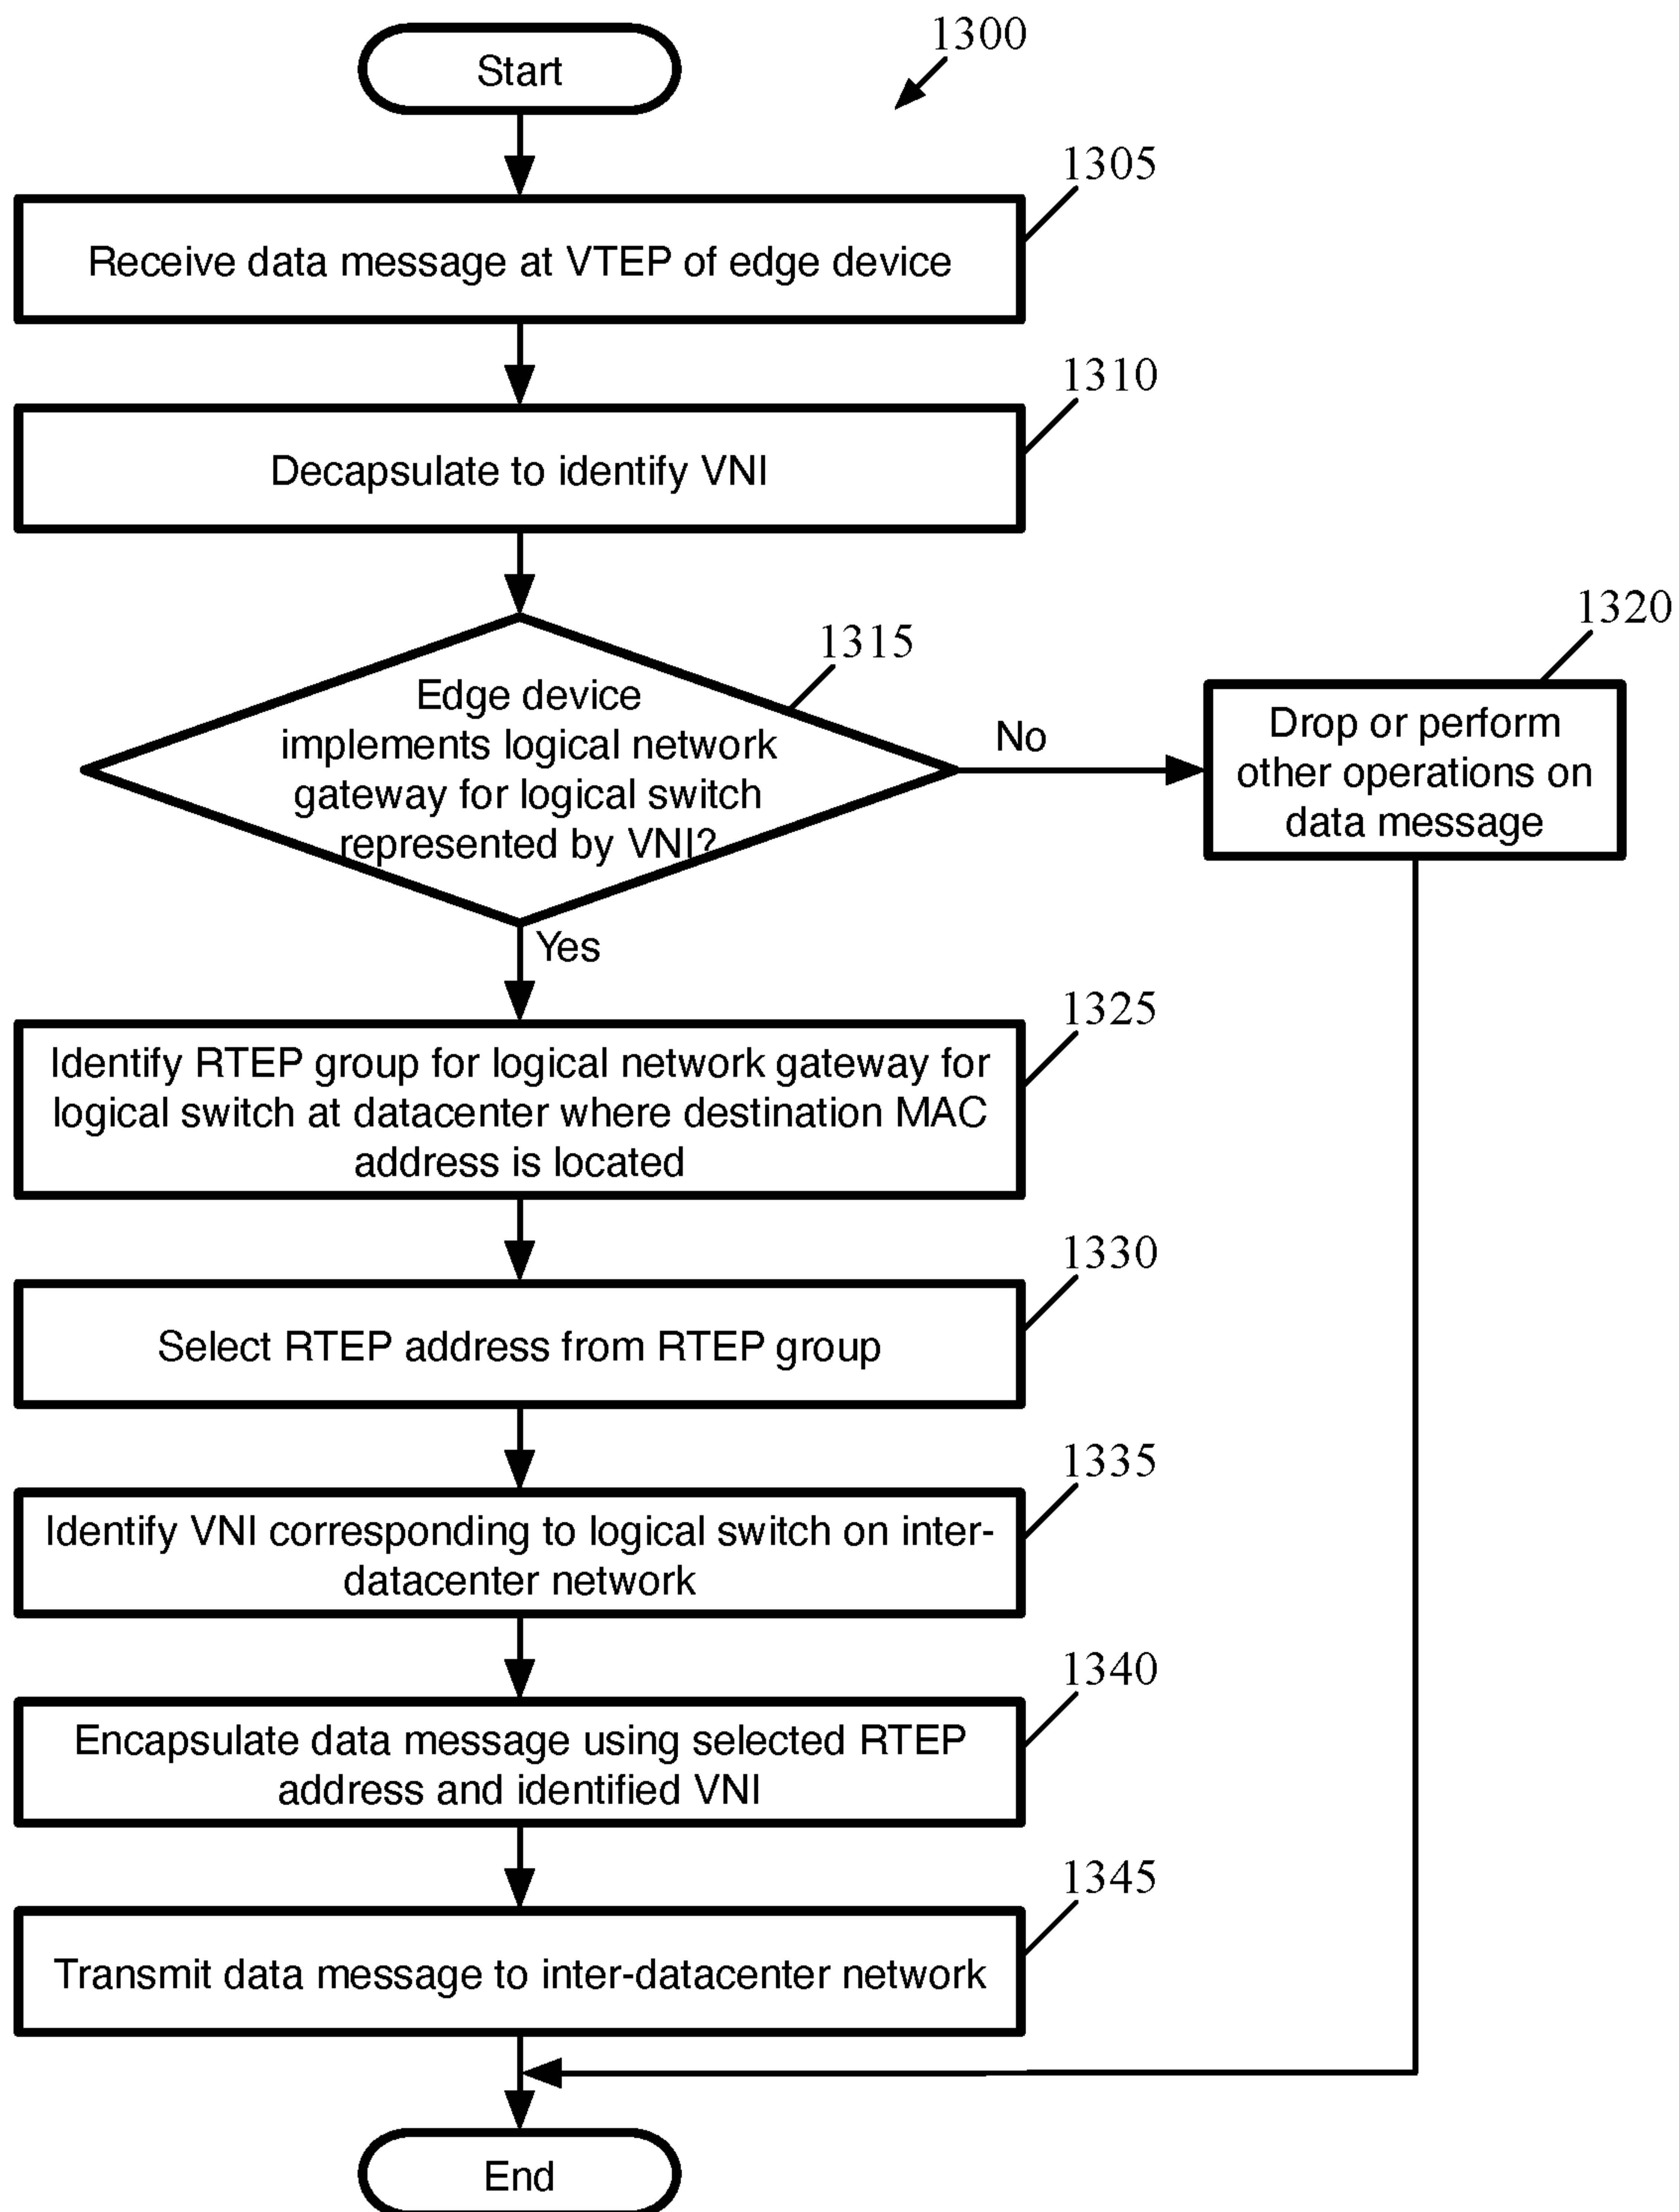 1300
Start
1305
Receive data message at VTEP of edge device
1310
Decapsulate to identify VNI
1315
Edge device
implements logical network
gateway for logical switch
represented by VNI?
No
1320
Drop or perform
other operations on
data message
Yes
1325
Identify RTEP group for logical network gateway for
logical switch at datacenter where destination MAC
address is located
1330
Select RTEP address from RTEP group
1335
Identify VNI corresponding to logical switch on inter-
datacenter network
1340
Encapsulate data message using selected RTEP
address and identified VNI
1345
Transmit data message to inter-datacenter network
End